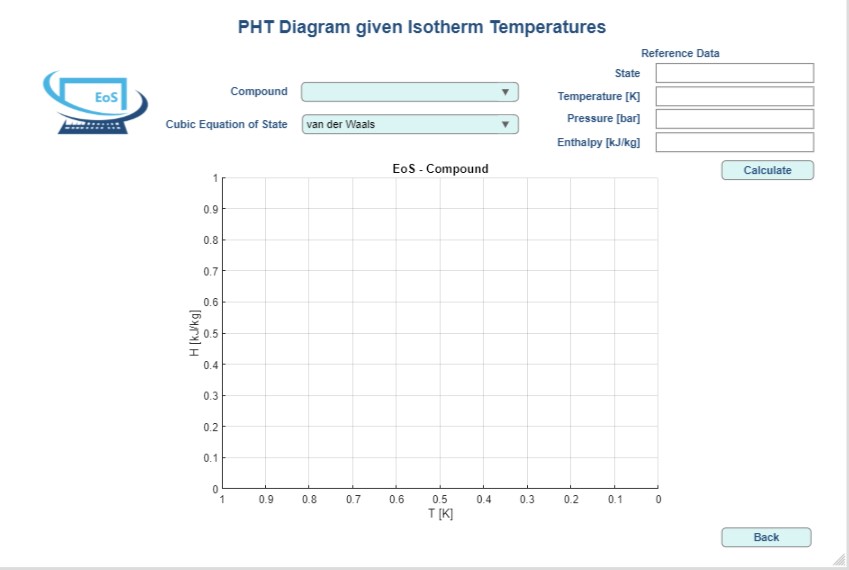 PHT Diagram given Isotherm Temperatures
Reference Data
EoS
Compound
Cubic Equation of State
van der Waals
State
Temperature [K]
Pressure [bar]
Enthalpy [kJ/kg]
Calculate
EoS - Compound
H [kJ/kg]
1
0.9
0.8
0.7
0.6
0.5
0.4
0.3
0.2
0.1
0
1 0.9 0.8 0.7 0.6 0.5 0.4 0.3 0.2 0.1 0
T [K]
Back